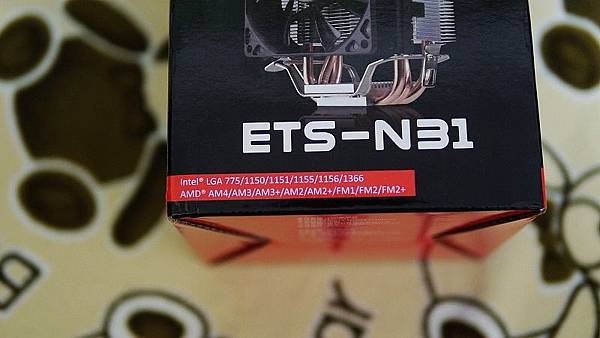 ETS-N31
Intel® LGA 775/1150/1151/1155/1156/1366
AMD® AM4/AM3/AM3+/AM2/AM2+/FM1/FM2/FM2+
ar
B